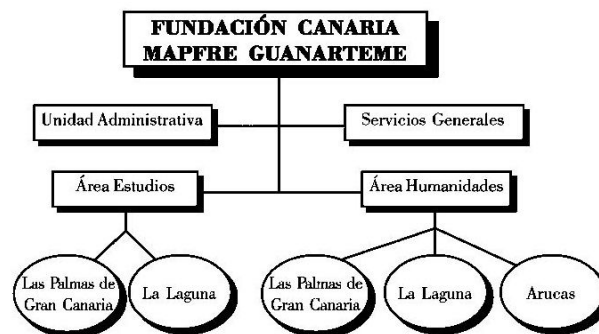 FUNDACIÓN CANARIA
MAPFRE GUANARTEME
Unidad Administrativa
Servicios Generales
Área Estudios
Área Humanidades
Las Palmas de
Gran Canaria
La Laguna
Las Palmas de
Gran Canaria
La Laguna
Arucas